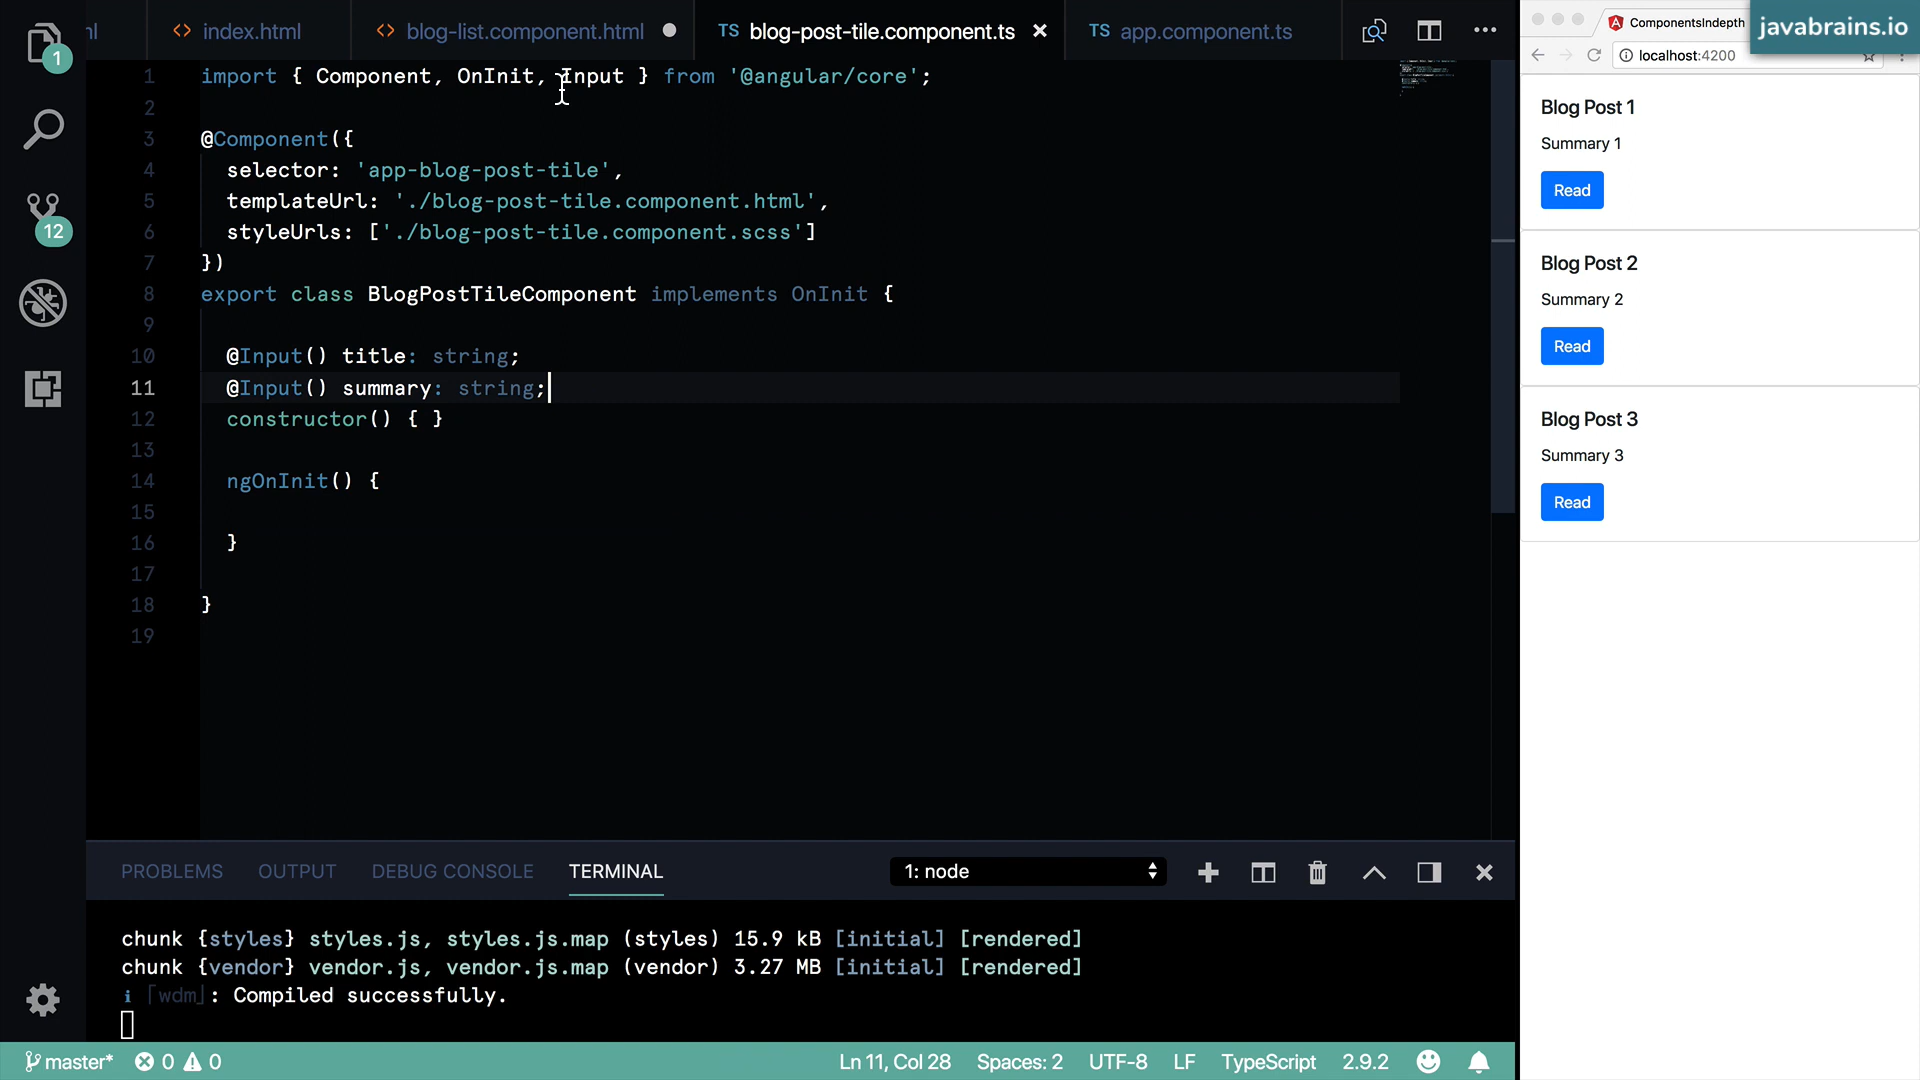 nl
index.html
blog-list.component.html
TS blog-post-tile.component.ts
TS app.component.ts
1 import { Component, OnInit, Input } from '@angular/core';
2
3 @Component({
4 selector: 'app-blog-post-tile',
5 templateUrl: './blog-post-tile.component.html',
6 styleUrls: ['./blog-post-tile.component.scss']
7 })
8 export class BlogPostTileComponent implements OnInit {
9
10 @Input() title: string;
11 @Input() summary: string;
12 constructor() { }
13
14 ngOnInit() {
15
16 }
17
18 }
19
1
12
PROBLEMS OUTPUT DEBUG CONSOLE TERMINAL 1: node
chunk {styles} styles.js, styles.js.map (styles) 15.9 kB [initial] [rendered]
chunk {vendor} vendor.js, vendor.js.map (vendor) 3.27 MB [initial] [rendered]
i ｢wdm｣: Compiled successfully.
master* 0 0 Ln 11, Col 28 Spaces: 2 UTF-8 LF TypeScript 2.9.2
ComponentsIndepth
javabrains.io
localhost:4200
Blog Post 1
Summary 1
Read
Blog Post 2
Summary 2
Read
Blog Post 3
Summary 3
Read